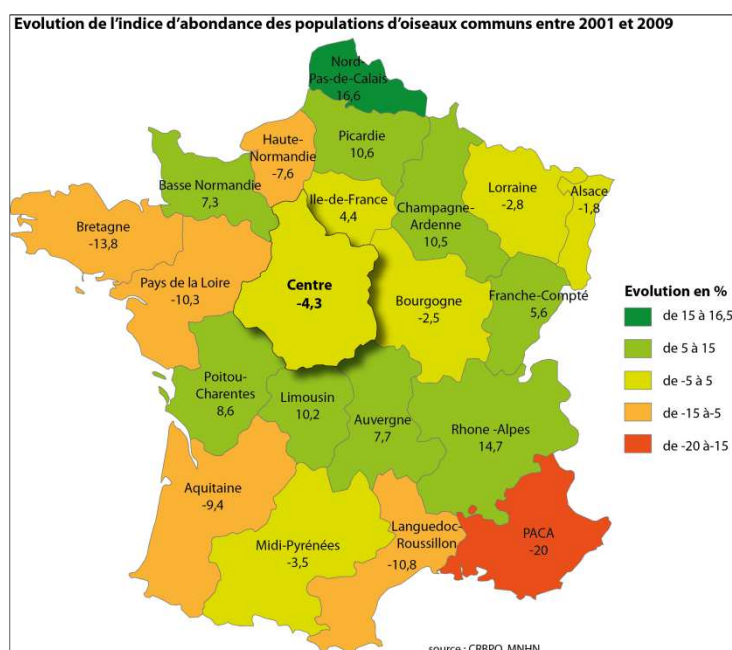 Evolution de l'indice d'abondance des populations d'oiseaux communs entre 2001 et 2009
Nord-
Pas-de-Calais
16,6
Picardie
10,6
Haute-
Normandie
-7,6
Basse Normandie
7,3
Ile-de-France
4,4
Champagne-
Ardenne
10,5
Lorraine
-2,8
Alsace
-1,8
Bretagne
-13,8
Pays de la Loire
-10,3
Centre
-4,3
Bourgogne
-2,5
Franche-Compté
5,6
Evolution en %
de 15 à 16,5
de 5 à 15
de -5 à 5
de -15 à-5
de -20 à-15
Poitou-
Charentes
8,6
Limousin
10,2
Auvergne
7,7
Rhone -Alpes
14,7
Aquitaine
-9,4
Midi-Pyrénées
-3,5
Languedoc-
Roussillon
-10,8
PACA
-20
source : CRBPO, MNHN